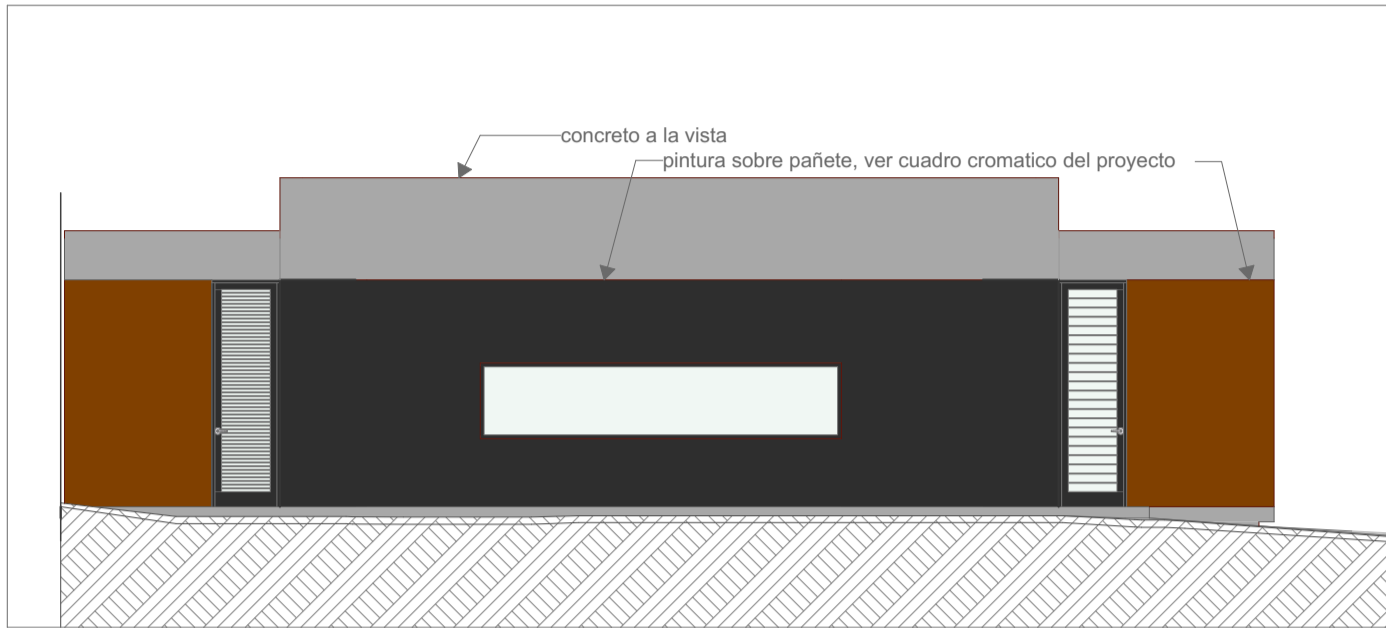 concreto a la vista
pintura sobre pañete, ver cuadro cromatico del proyecto